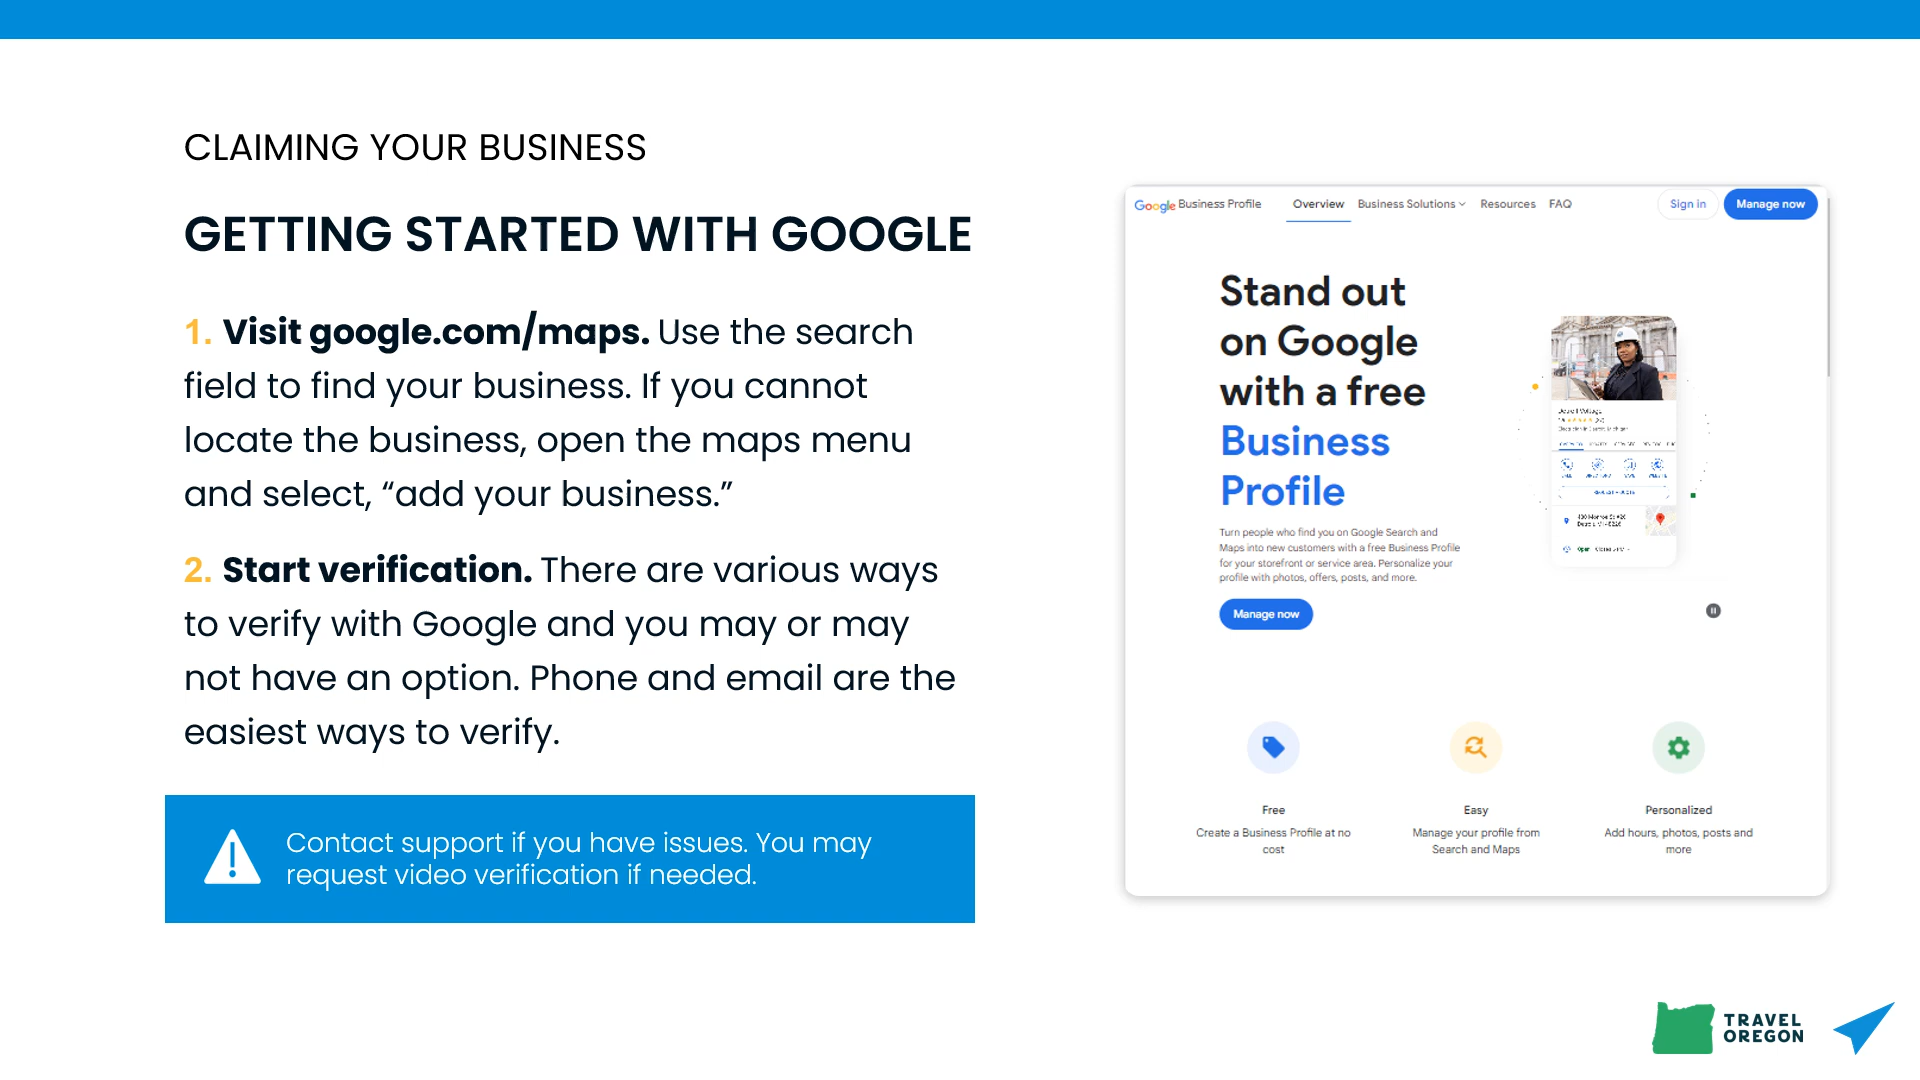 CLAIMING YOUR BUSINESS
GETTING STARTED WITH GOOGLE
1. Visit google.com/maps. Use the search
field to find your business. If you cannot
locate the business, open the maps menu
and select, “add your business.”
2. Start verification. There are various ways
to verify with Google and you may or may
not have an option. Phone and email are the
easiest ways to verify.
Contact support if you have issues. You may
request video verification if needed.
Google Business Profile Overview Business Solutions Resources FAQ Sign in Manage now
Stand out
on Google
with a free
Business
Profile
Turn people who find you on Google Search and
Maps into new customers with a free Business Profile
for your storefront or service area. Personalize your
profile with photos, offers, posts, and more.
Manage now
Open
Free
Create a Business Profile at no
cost
Easy
Manage your profile from
Search and Maps
Personalized
Add hours, photos, posts and
more
TRAVEL
OREGON